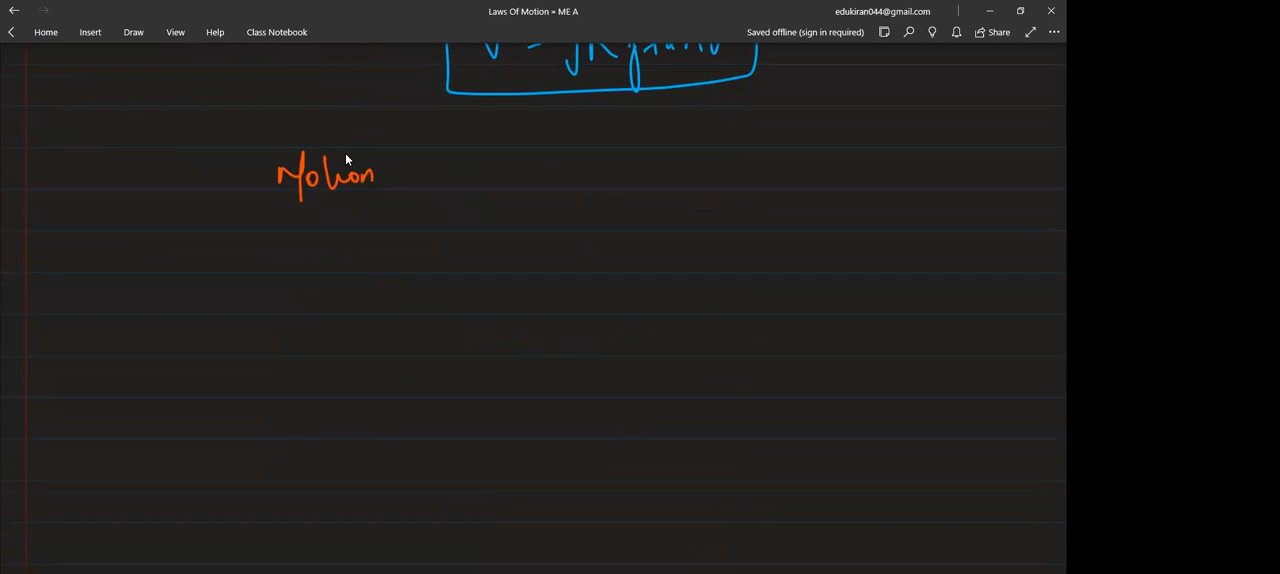 Laws Of Motion » ME A
edukiran044@gmail.com
Home Insert Draw View Help Class Notebook
Saved offline (sign in required)
Share
Motion